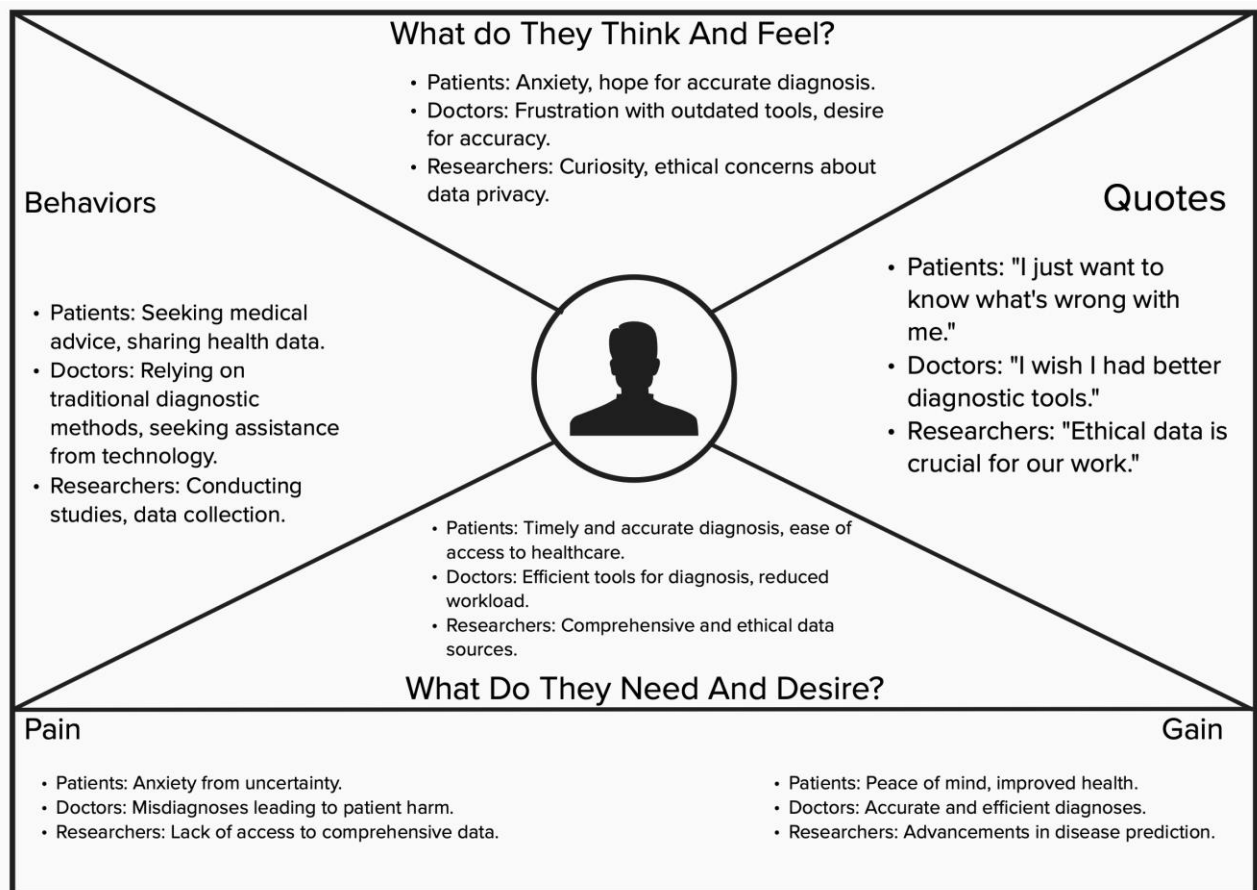 What do They Think And Feel?
• Patients: Anxiety, hope for accurate diagnosis.
• Doctors: Frustration with outdated tools, desire
for accuracy.
• Researchers: Curiosity, ethical concerns about
data privacy.
Behaviors
• Patients: Seeking medical
advice, sharing health data.
• Doctors: Relying on
traditional diagnostic
methods, seeking assistance
from technology.
• Researchers: Conducting
studies, data collection.
Quotes
• Patients: "I just want to
know what's wrong with
me."
• Doctors: "I wish I had better
diagnostic tools."
• Researchers: "Ethical data is
crucial for our work."
• Patients: Timely and accurate diagnosis, ease of
access to healthcare.
• Doctors: Efficient tools for diagnosis, reduced
workload.
• Researchers: Comprehensive and ethical data
sources.
What Do They Need And Desire?
Pain
• Patients: Anxiety from uncertainty.
• Doctors: Misdiagnoses leading to patient harm.
• Researchers: Lack of access to comprehensive data.
Gain
• Patients: Peace of mind, improved health.
• Doctors: Accurate and efficient diagnoses.
• Researchers: Advancements in disease prediction.